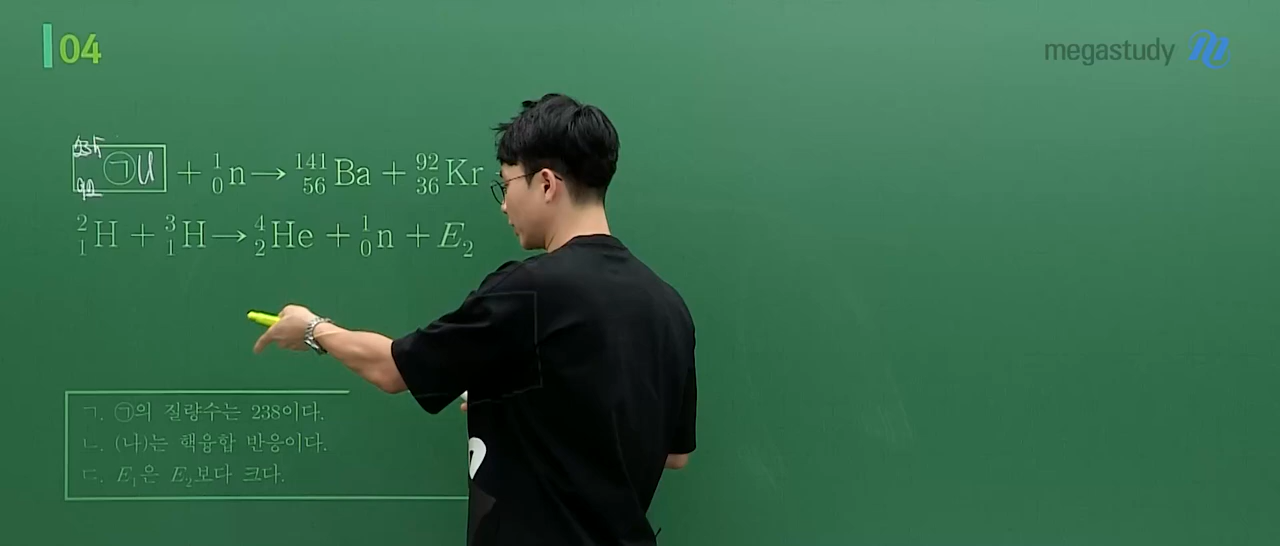 04
megastudy
235
92
㉠U + ¹₀n → ¹⁴¹₅₆Ba + ⁹²₃₆Kr
²₁H + ³₁H → ⁴₂He + ¹₀n + E₂
ㄱ. ㉠의 질량수는 238이다.
ㄴ. (나)는 핵융합 반응이다.
ㄷ. E₁은 E₂보다 크다.